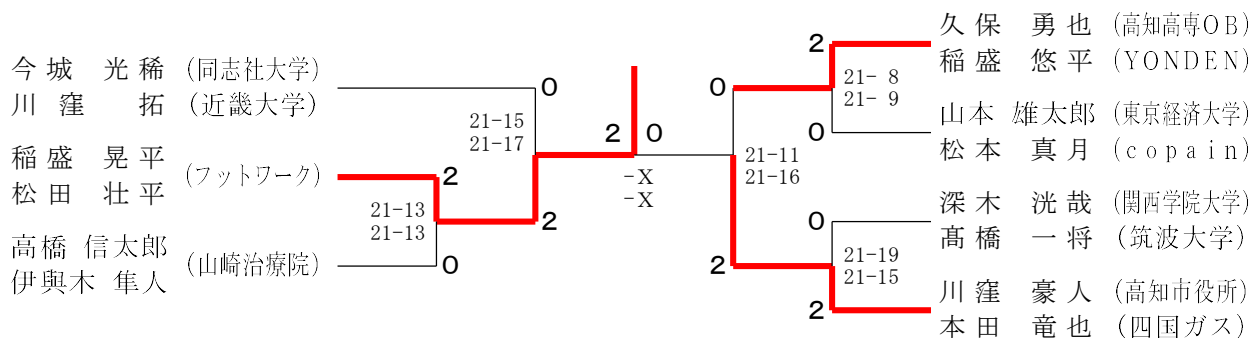 今城 光稀 (同志社大学)
川窪 拓 (近畿大学)
0
21-15
21-17
稲盛 晃平
松田 壮平
(フットワーク)
2
21-13
21-13
2
高橋 信太郎
伊與木 隼人
(山崎治療院)
0
2 0
-X
-X
久保 勇也 (高知高専OB)
稲盛 悠平 (YONDEN)
2
0
21- 8
21- 9
山本 雄太郎 (東京経済大学)
松本 真月 (copain)
0
21-11
21-16
深木 洸哉 (関西学院大学)
髙橋 一将 (筑波大学)
0
2
21-19
21-15
川窪 豪人 (高知市役所)
本田 竜也 (四国ガス)
2